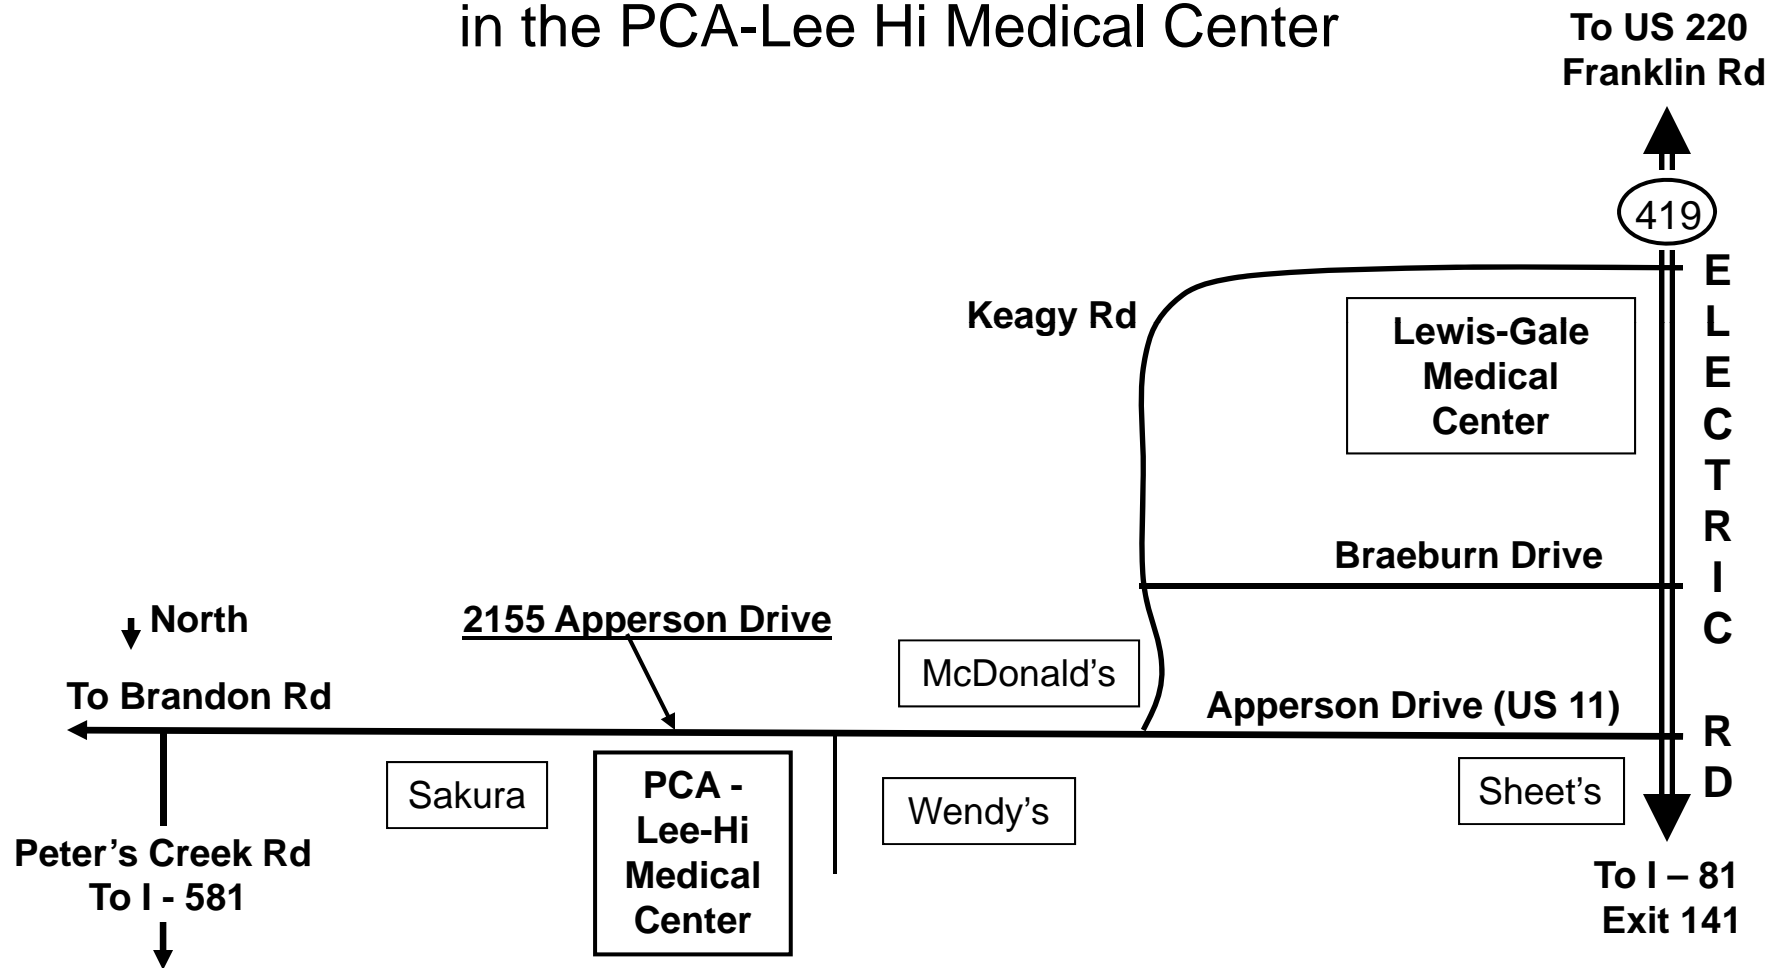 in the PCA-Lee Hi Medical Center
To US 220
Franklin Rd
419
ELECTRIC RD
Keagy Rd
Lewis-Gale
Medical
Center
Braeburn Drive
North
2155 Apperson Drive
McDonald’s
To Brandon Rd
Apperson Drive (US 11)
Sakura
PCA -
Lee-Hi
Medical
Center
Wendy’s
Sheet’s
Peter’s Creek Rd
To I - 581
To I – 81
Exit 141